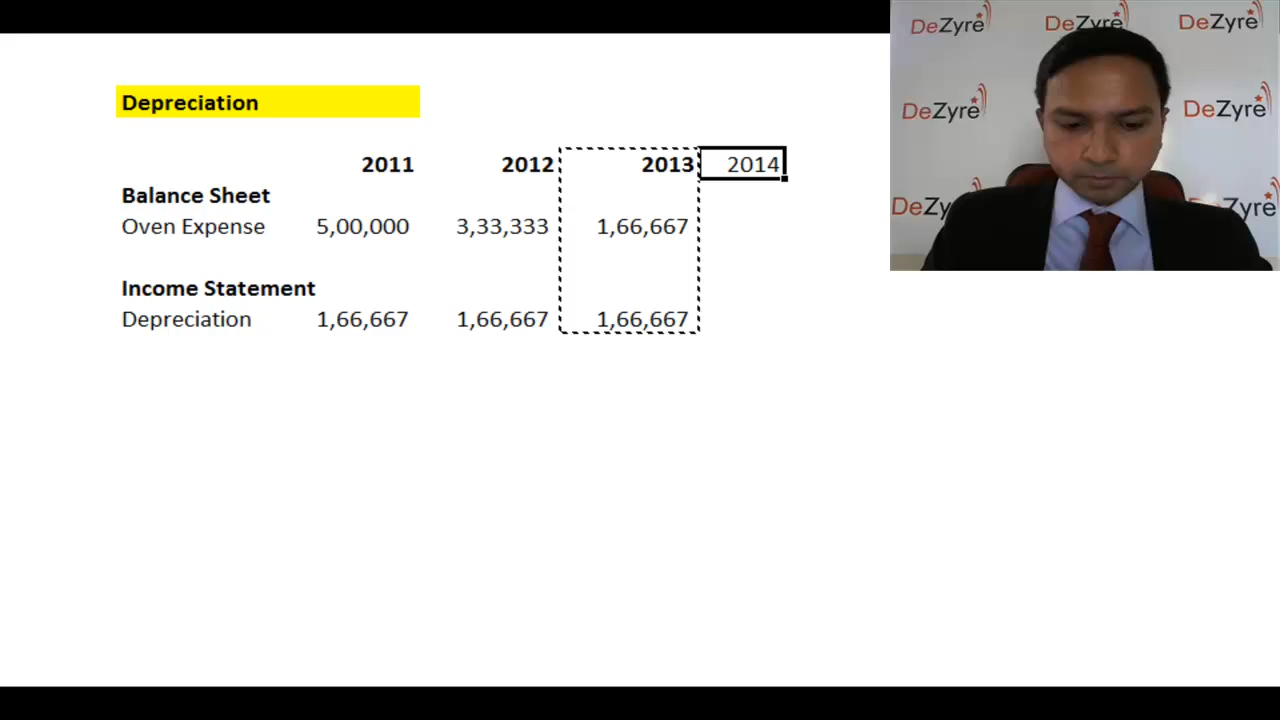 Depreciation
2011 2012 2013 2014
Balance Sheet
Oven Expense 5,00,000 3,33,333 1,66,667
Income Statement
Depreciation 1,66,667 1,66,667 1,66,667
DeZyre DeZyre DeZyre
DeZyre DeZyre
DeZy eZyre